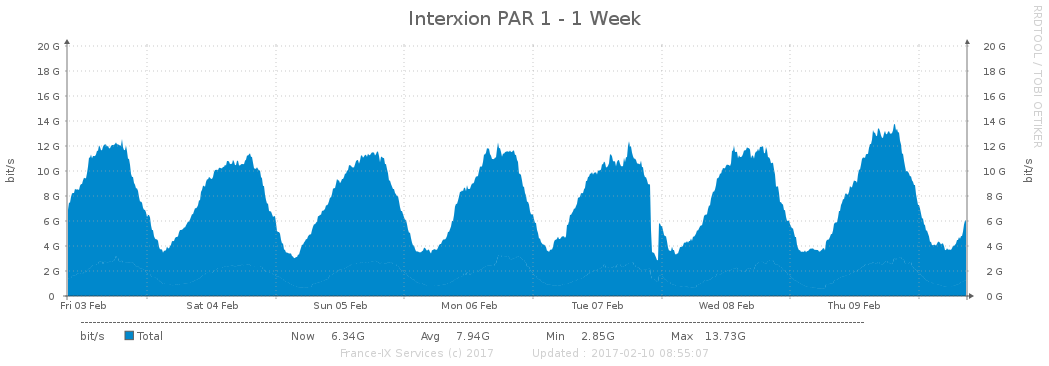 Interxion PAR 1 - 1 Week
RRDTOOL / TOBI OETIKER
20 G 20 G
18 G 18 G
16 G 16 G
14 G 14 G
12 G 12 G
10 G 10 G
8 G 8 G
6 G 6 G
4 G 4 G
2 G 2 G
0 0 G
bit/s bit/s
Fri 03 Feb Sat 04 Feb Sun 05 Feb Mon 06 Feb Tue 07 Feb Wed 08 Feb Thu 09 Feb
bit/s Total Now 6.34G Avg 7.94G Min 2.85G Max 13.73G
France-IX Services (c) 2017 Updated : 2017-02-10 08:55:07